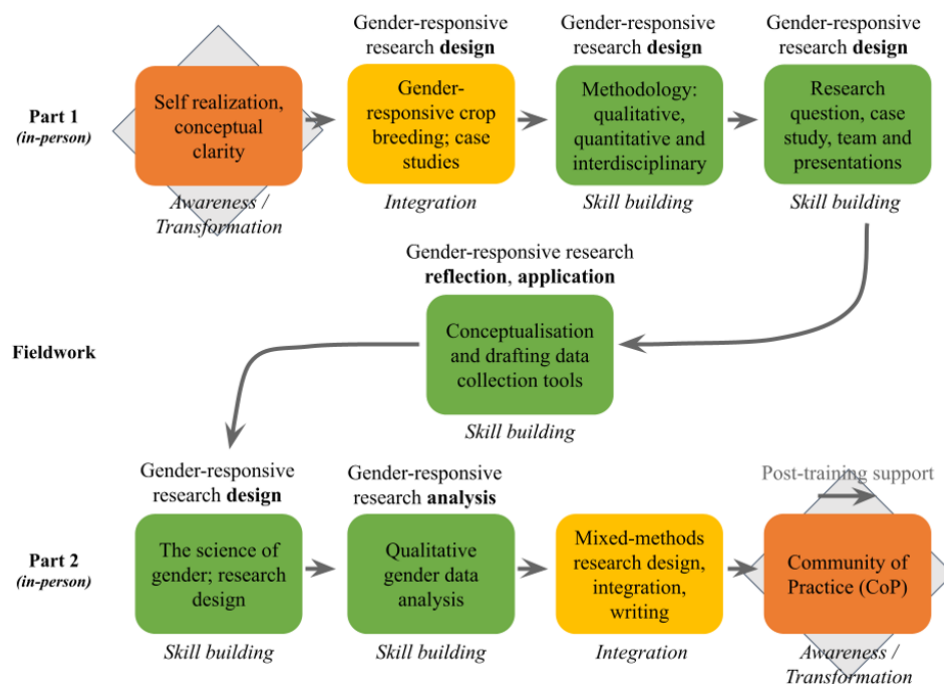 Gender-responsive
research design
Gender-responsive
research design
Gender-responsive
research design
Part 1
(in-person)
Self realization,
conceptual
clarity
Awareness /
Transformation
Gender-
responsive crop
breeding; case
studies
Integration
Methodology:
qualitative,
quantitative and
interdisciplinary
Skill building
Research
question, case
study, team and
presentations
Skill building
Fieldwork
Gender-responsive research
reflection, application
Conceptualisation
and drafting data
collection tools
Skill building
Part 2
(in-person)
Gender-responsive
research design
The science of
gender; research
design
Skill building
Gender-responsive
research analysis
Qualitative
gender data
analysis
Skill building
Mixed-methods
research design,
integration,
writing
Integration
Post-training support
Community of
Practice (CoP)
Awareness /
Transformation